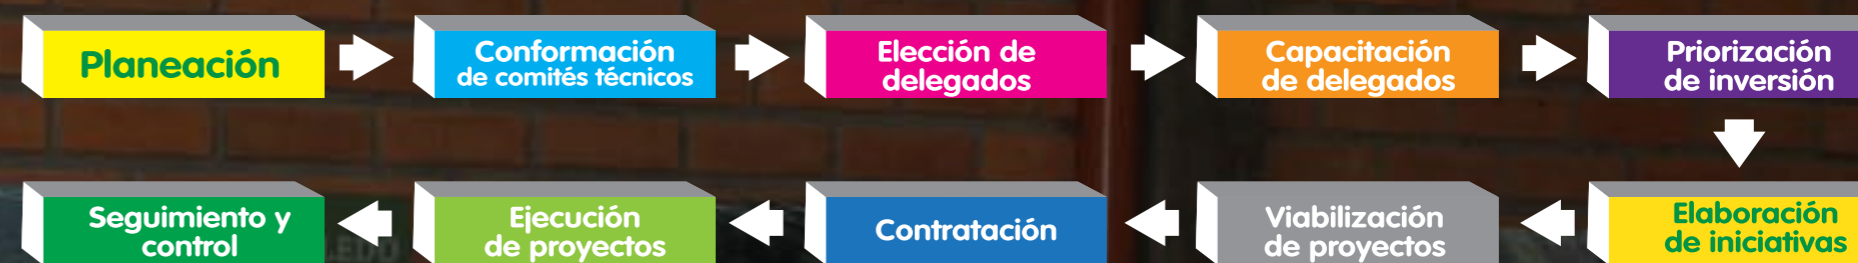 Planeación
Conformación
de comités técnicos
Elección de
delegados
Capacitación
de delegados
Priorización
de inversión
Seguimiento y
control
Ejecución
de proyectos
Contratación
Viabilización
de proyectos
Elaboración
de iniciativas